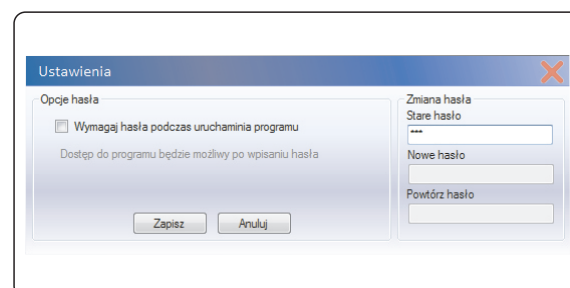 Ustawienia
Opcje hasła
Wymagaj hasła podczas uruchaminia programu
Dostęp do programu będzie możliwy po wpisaniu hasła
Zapisz
Anuluj
Zmiana hasła
Stare hasło
***
Nowe hasło
Powtórz hasło